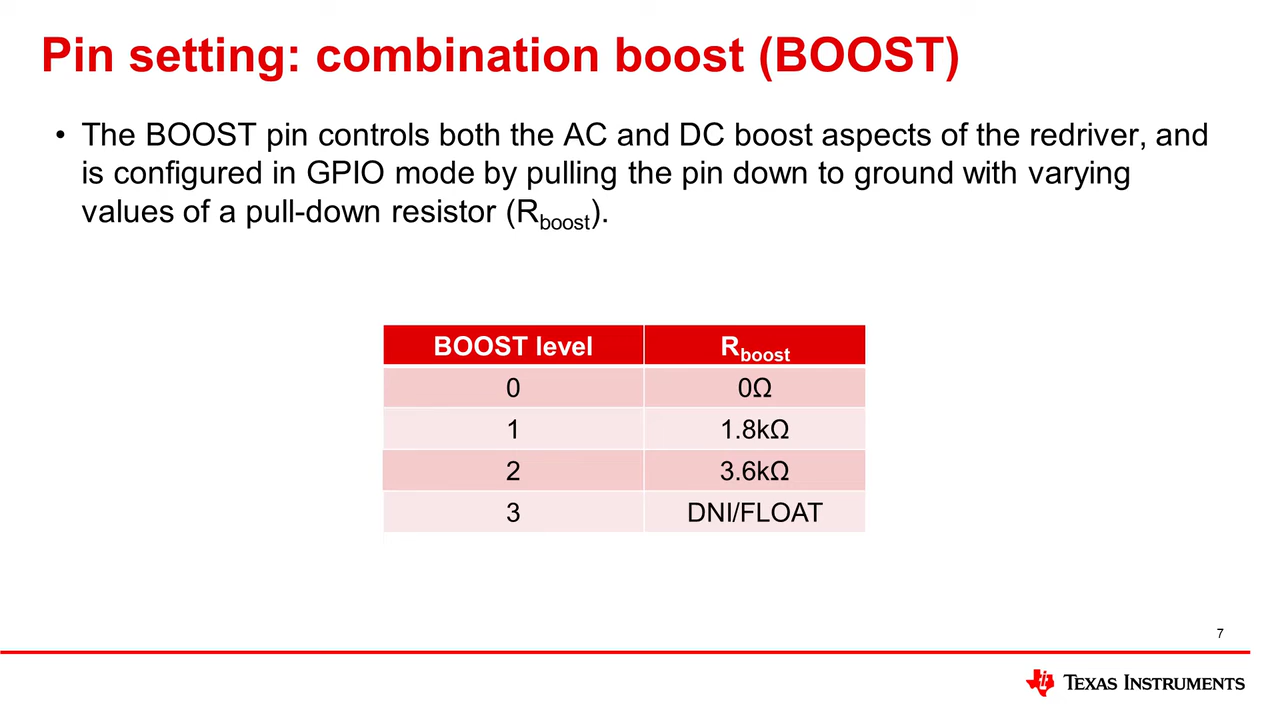 Pin setting: combination boost (BOOST)
• The BOOST pin controls both the AC and DC boost aspects of the redriver, and
is configured in GPIO mode by pulling the pin down to ground with varying
values of a pull-down resistor (Rboost).
BOOST level Rboost
0 0Ω
1 1.8kΩ
2 3.6kΩ
3 DNI/FLOAT
7
TEXAS INSTRUMENTS